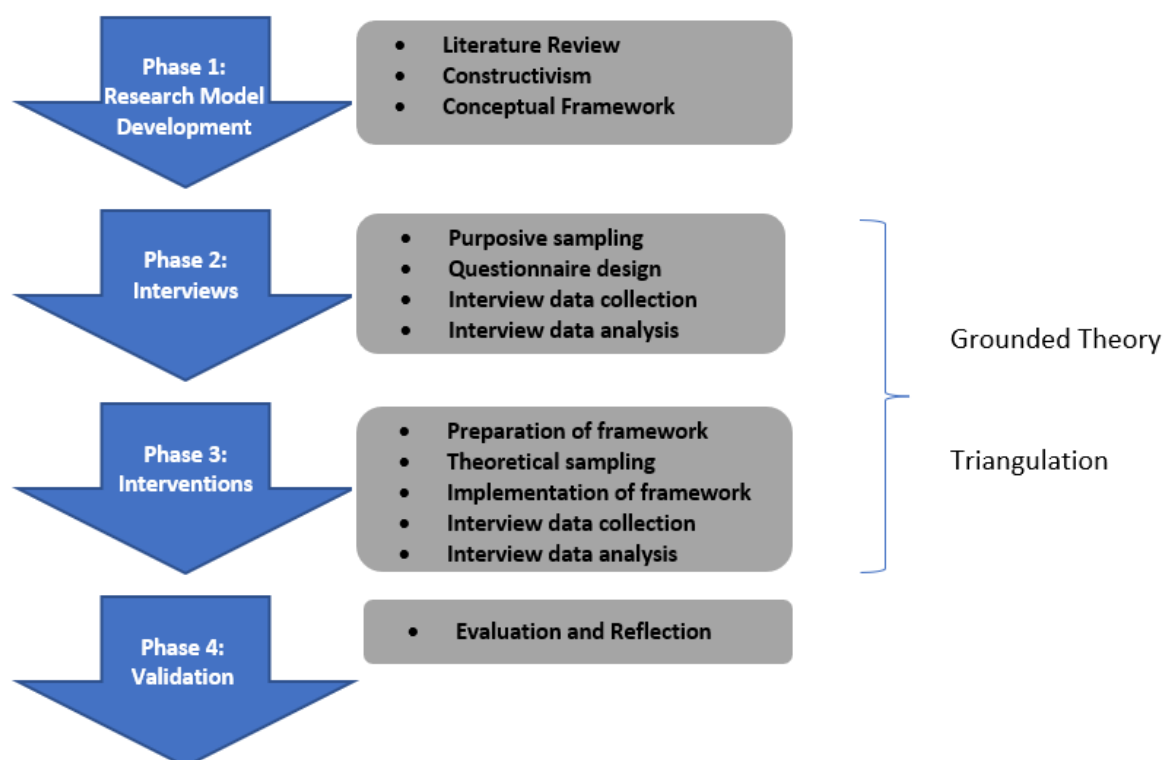 Phase 1:
Research Model
Development
• Literature Review
• Constructivism
• Conceptual Framework
Phase 2:
Interviews
• Purposive sampling
• Questionnaire design
• Interview data collection
• Interview data analysis
Grounded Theory
Triangulation
Phase 3:
Interventions
• Preparation of framework
• Theoretical sampling
• Implementation of framework
• Interview data collection
• Interview data analysis
Phase 4:
Validation
• Evaluation and Reflection